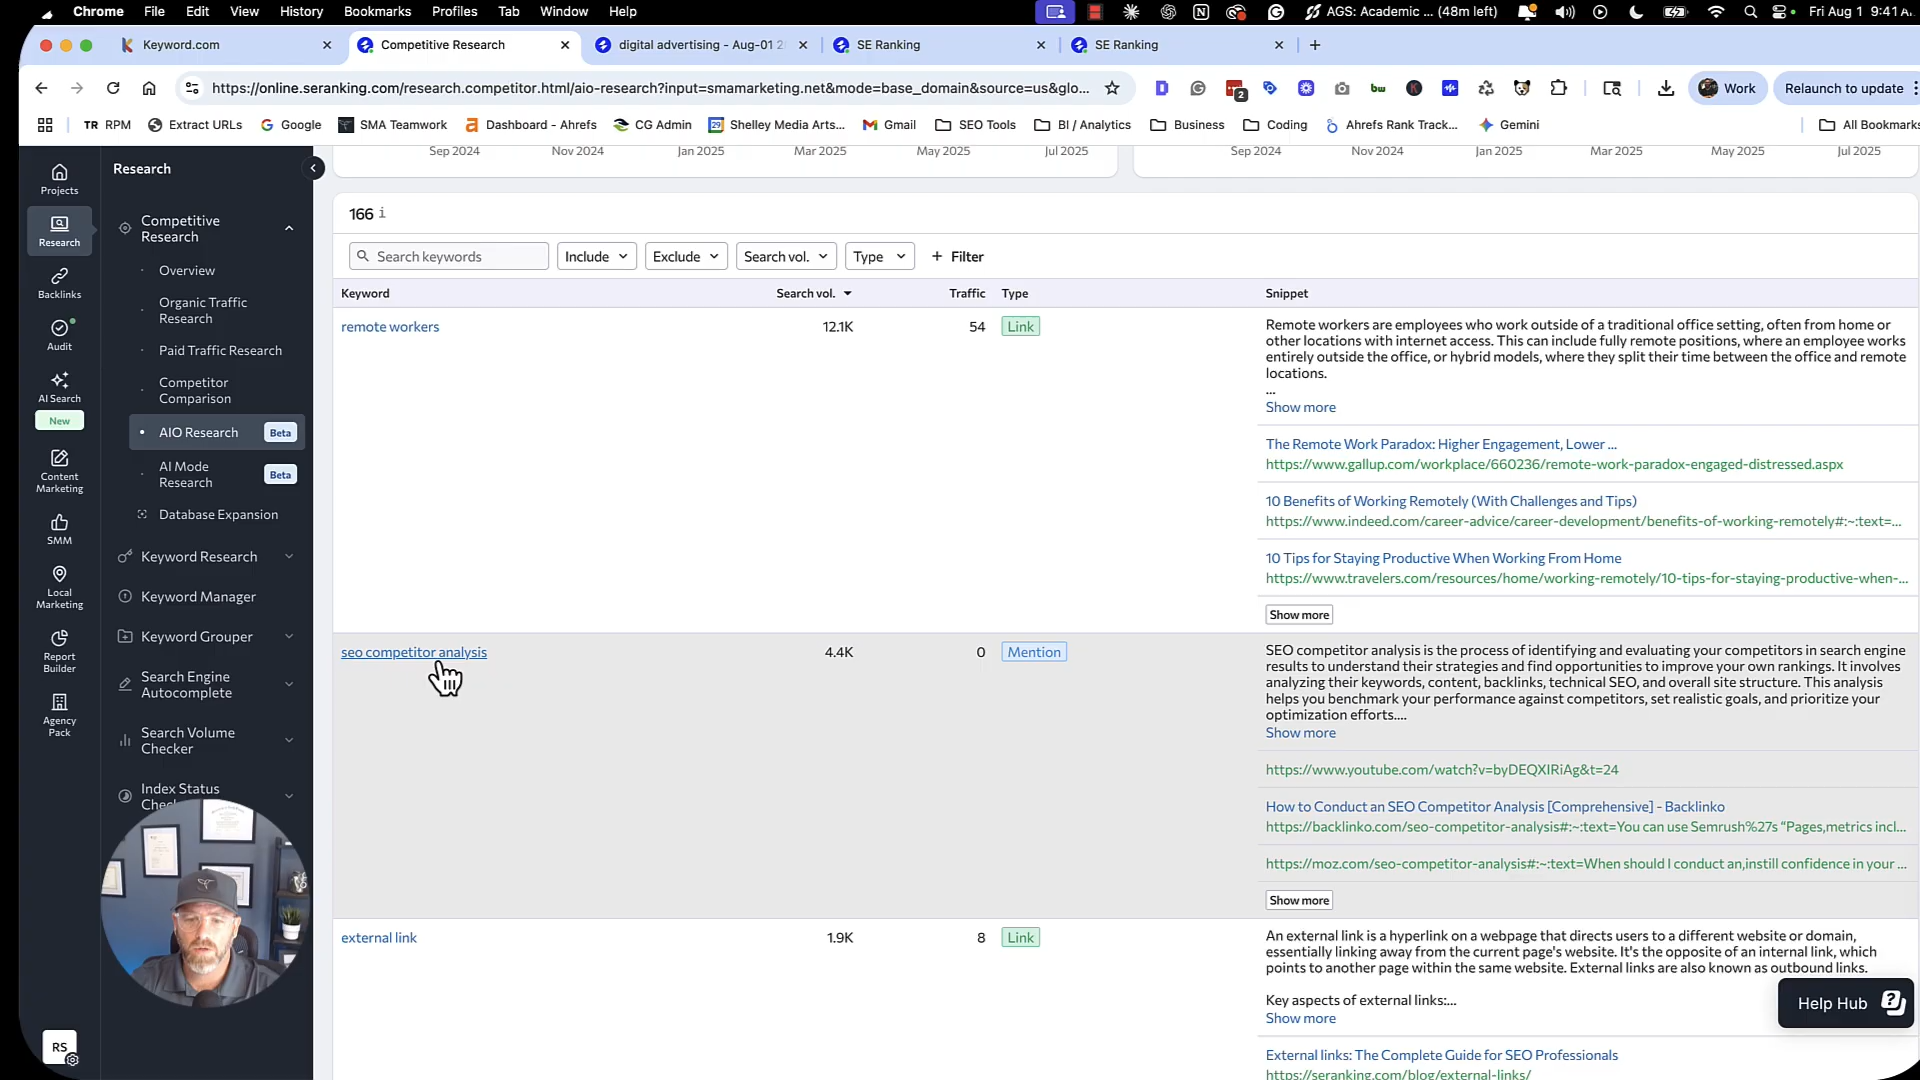 Chrome File Edit View History Bookmarks Profiles Tab Window Help AGS: Academic ... (48m left) Fri Aug 1 9:41 A
Keyword.com Competitive Research digital advertising - Aug-01 2 SE Ranking SE Ranking
https://online.seranking.com/research.competitor.html/aio-research?input=smamarketing.net&mode=base_domain&source=us&glo... 2 bw K Work Relaunch to update
TR RPM Extract URLs Google SMA Teamwork Dashboard - Ahrefs CG Admin Shelley Media Arts... Gmail SEO Tools BI / Analytics Business Coding Ahrefs Rank Track... Gemini All Bookmarks
Sep 2024 Nov 2024 Jan 2025 Mar 2025 May 2025 Jul 2025 Sep 2024 Nov 2024 Jan 2025 Mar 2025 May 2025 Jul 2025
Projects
Research
Backlinks
Audit
AI Search
New
Content
Marketing
SMM
Local
Marketing
Report
Builder
Agency
Pack
RS
Research
Competitive
Research
Overview
Organic Traffic
Research
Paid Traffic Research
Competitor
Comparison
AIO Research Beta
AI Mode
Research Beta
Database Expansion
Keyword Research
Keyword Manager
Keyword Grouper
Search Engine
Autocomplete
Search Volume
Checker
Index Status
166 i
Search keywords Include Exclude Search vol. Type + Filter
Keyword Search vol. Traffic Type Snippet
remote workers 12.1K 54 Link
Remote workers are employees who work outside of a traditional office setting, often from home or
other locations with internet access. This can include fully remote positions, where an employee works
entirely outside the office, or hybrid models, where they split their time between the office and remote
locations.
...
Show more
The Remote Work Paradox: Higher Engagement, Lower ...
https://www.gallup.com/workplace/660236/remote-work-paradox-engaged-distressed.aspx
10 Benefits of Working Remotely (With Challenges and Tips)
https://www.indeed.com/career-advice/career-development/benefits-of-working-remotely#:~:text=...
10 Tips for Staying Productive When Working From Home
https://www.travelers.com/resources/home/working-remotely/10-tips-for-staying-productive-when-...
Show more
seo competitor analysis 4.4K 0 Mention
SEO competitor analysis is the process of identifying and evaluating your competitors in search engine
results to understand their strategies and find opportunities to improve your own rankings. It involves
analyzing their keywords, content, backlinks, technical SEO, and overall site structure. This analysis
helps you benchmark your performance against competitors, set realistic goals, and prioritize your
optimization efforts....
Show more
https://www.youtube.com/watch?v=byDEQXIRiAg&t=24
How to Conduct an SEO Competitor Analysis [Comprehensive] - Backlinko
https://backlinko.com/seo-competitor-analysis#:~:text=You can use Semrush%27s “Pages,metrics incl...
https://moz.com/seo-competitor-analysis#:~:text=When should I conduct an,instill confidence in your ...
Show more
external link 1.9K 8 Link
An external link is a hyperlink on a webpage that directs users to a different website or domain,
essentially linking away from the current page's website. It's the opposite of an internal link, which
points to another page within the same website. External links are also known as outbound links.
Key aspects of external links:...
Show more
External links: The Complete Guide for SEO Professionals
https://seranking.com/blog/external-links/
Help Hub